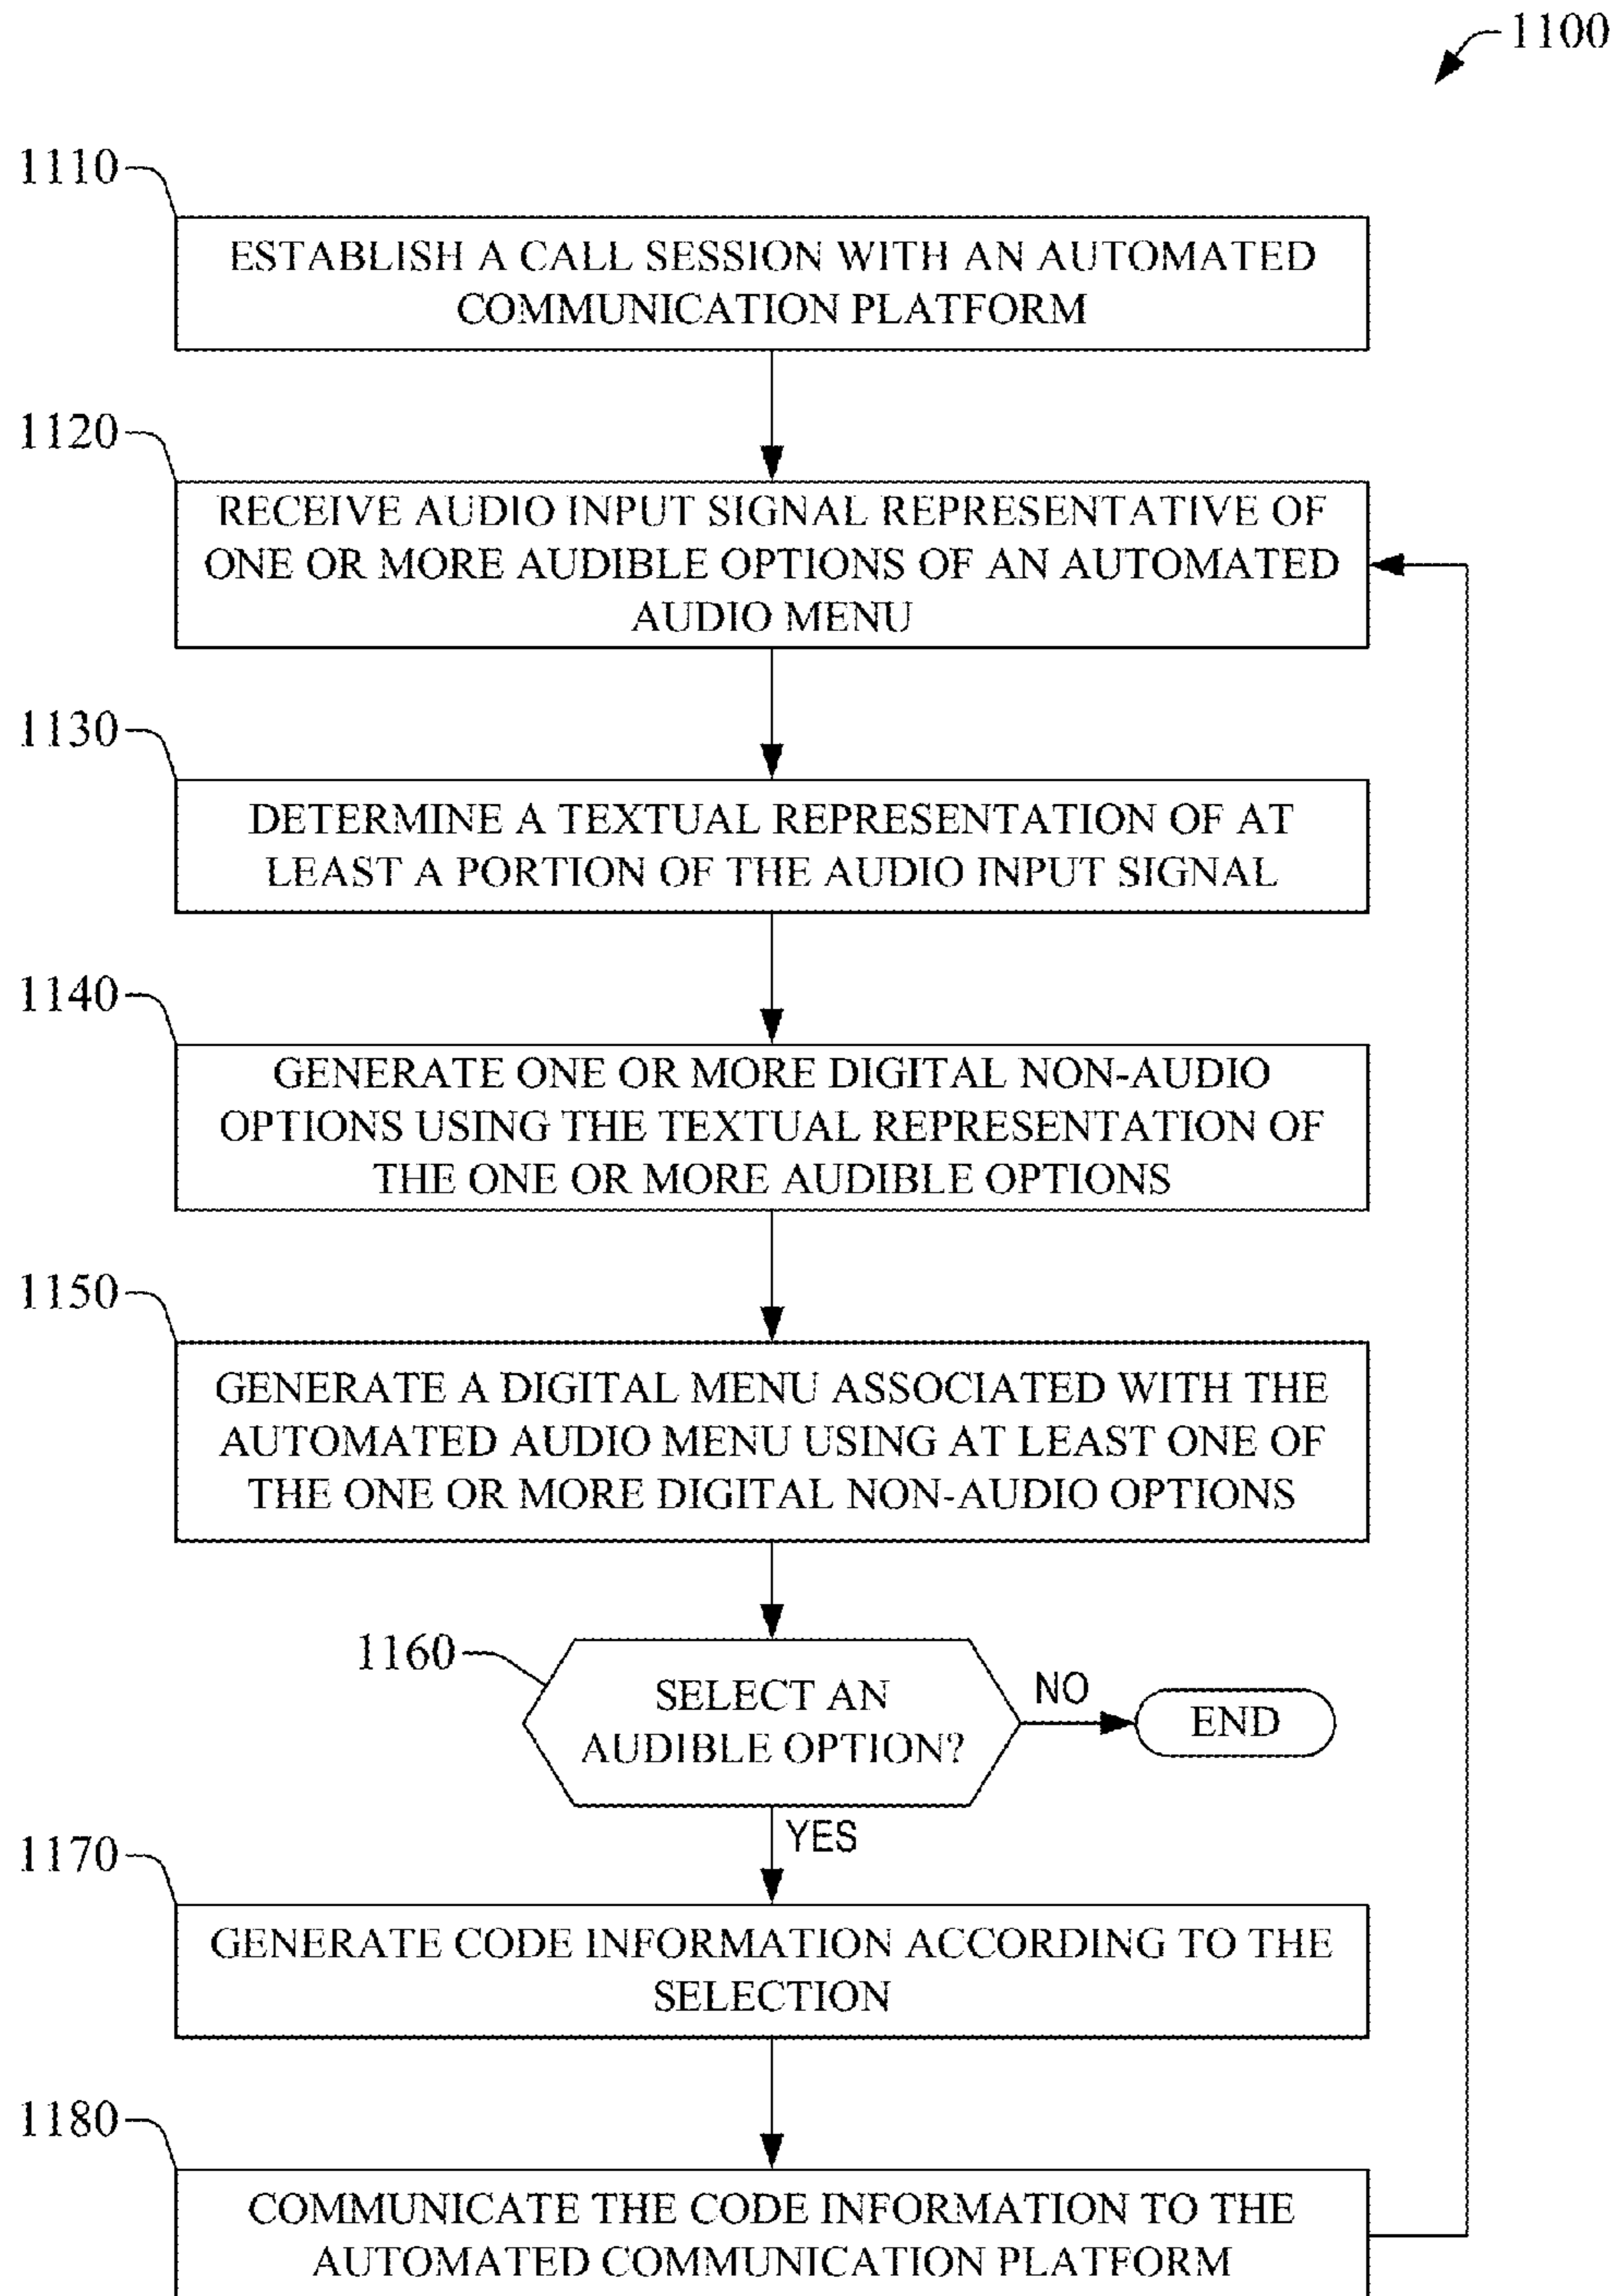 1100
1110
ESTABLISH A CALL SESSION WITH AN AUTOMATED
COMMUNICATION PLATFORM
1120
RECEIVE AUDIO INPUT SIGNAL REPRESENTATIVE OF
ONE OR MORE AUDIBLE OPTIONS OF AN AUTOMATED
AUDIO MENU
1130
DETERMINE A TEXTUAL REPRESENTATION OF AT
LEAST A PORTION OF THE AUDIO INPUT SIGNAL
1140
GENERATE ONE OR MORE DIGITAL NON-AUDIO
OPTIONS USING THE TEXTUAL REPRESENTATION OF
THE ONE OR MORE AUDIBLE OPTIONS
1150
GENERATE A DIGITAL MENU ASSOCIATED WITH THE
AUTOMATED AUDIO MENU USING AT LEAST ONE OF
THE ONE OR MORE DIGITAL NON-AUDIO OPTIONS
1160
SELECT AN
AUDIBLE OPTION?
NO
END
YES
1170
GENERATE CODE INFORMATION ACCORDING TO THE
SELECTION
1180
COMMUNICATE THE CODE INFORMATION TO THE
AUTOMATED COMMUNICATION PLATFORM